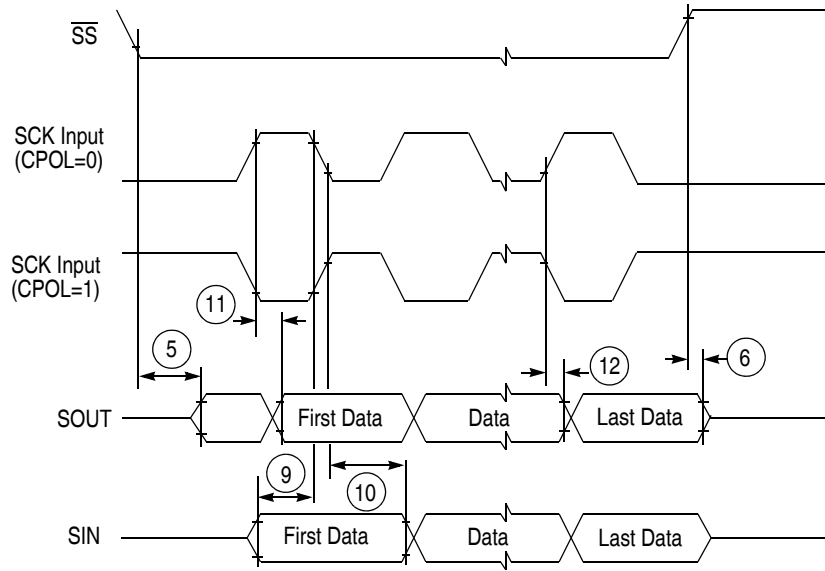 SS
SCK Input
(CPOL=0)
SCK Input
(CPOL=1)
11
5
12
6
SOUT
First Data
Data
Last Data
9
10
SIN
First Data
Data
Last Data